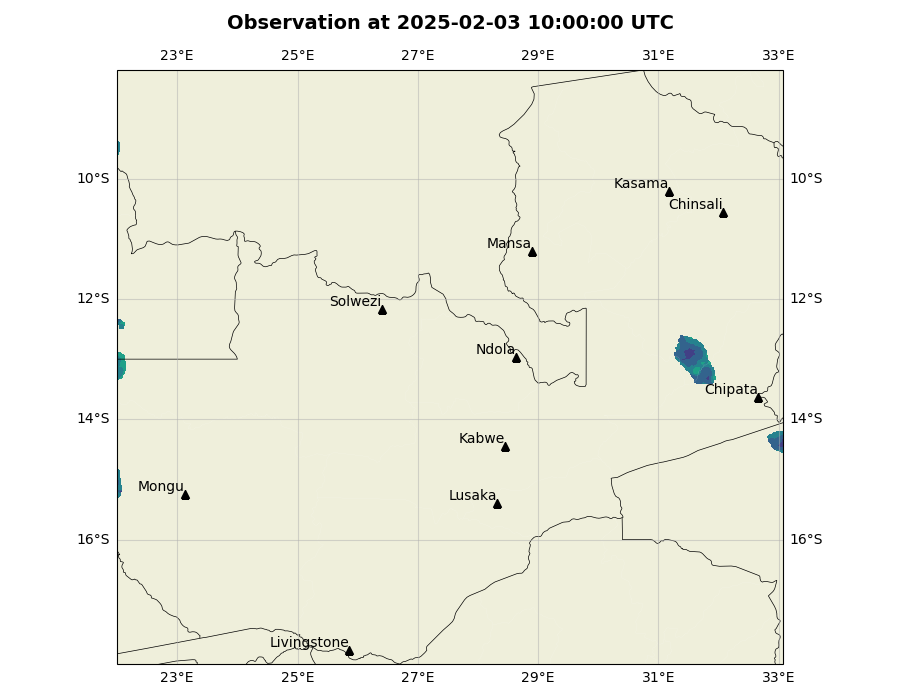 Observation at 2025-02-03 10:00:00 UTC
23°E 25°E 27°E 29°E 31°E 33°E
10°S 10°S
Kasama
Chinsali
Mansa
12°S 12°S
Solwezi
Ndola
Chipata
14°S 14°S
Kabwe
Mongu
Lusaka
16°S 16°S
Livingstone
23°E 25°E 27°E 29°E 31°E 33°E